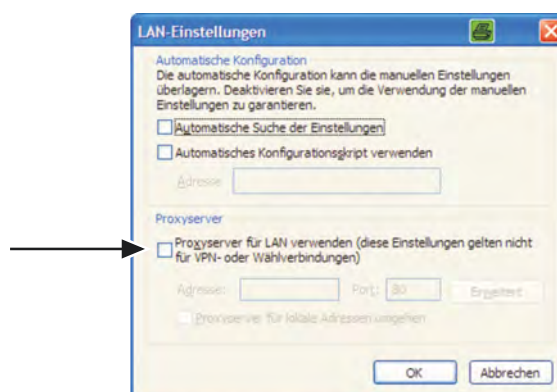 LAN-Einstellungen
Automatische Konfiguration
Die automatische Konfiguration kann die manuellen Einstellungen
überlagern. Deaktivieren Sie sie, um die Verwendung der manuellen
Einstellungen zu garantieren.
Automatische Suche der Einstellungen
Automatisches Konfigurationsskript verwenden
Adresse
Proxyserver
Proxyserver für LAN verwenden (diese Einstellungen gelten nicht
für VPN- oder Wählverbindungen)
Adresse: Port: 80 Erweitert
Proxyserver für lokale Adressen umgehen
OK Abbrechen